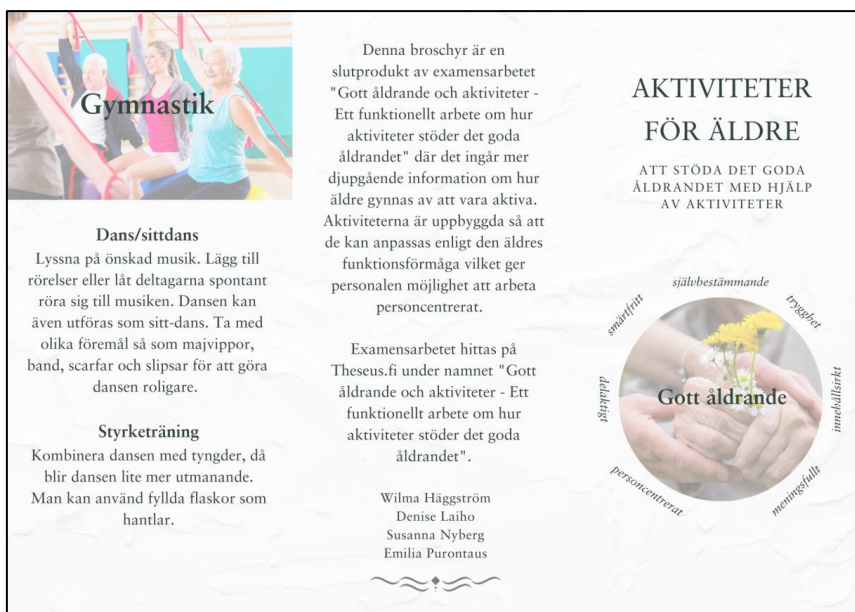 Gymnastik
Dans/sittdans
Lyssna på önskad musik. Lägg till
rörelser eller låt deltagarna spontant
röra sig till musiken. Dansen kan
även utföras som sitt-dans. Ta med
olika föremål så som majvippor,
band, scarfar och slipsar för att göra
dansen roligare.
Styrketräning
Kombinera dansen med tyngder, då
blir dansen lite mer utmanande.
Man kan använd fyllda flaskor som
hantlar.
Denna broschyr är en
slutprodukt av examensarbetet
"Gott åldrande och aktiviteter -
Ett funktionellt arbete om hur
aktiviteter stöder det goda
åldrandet" där det ingår mer
djupgående information om hur
äldre gynnas av att vara aktiva.
Aktiviteterna är uppbyggda så att
de kan anpassas enligt den äldres
funktionsförmåga vilket ger
personalen möjlighet att arbeta
personcentrerat.
Examensarbetet hittas på
Theseus.fi under namnet "Gott
åldrande och aktiviteter - Ett
funktionellt arbete om hur
aktiviteter stöder det goda
åldrandet".
Wilma Häggström
Denise Laiho
Susanna Nyberg
Emilia Purontaus
AKTIVITETER
FÖR ÄLDRE
ATT STÖDA DET GODA
ÅLDRANDET MED HJÄLP
AV AKTIVITETER
självbestämmande
smärtfritt
trygghet
delaktigt
Gott åldrande
innehållsirkt
personcentrerat
meningsfullt